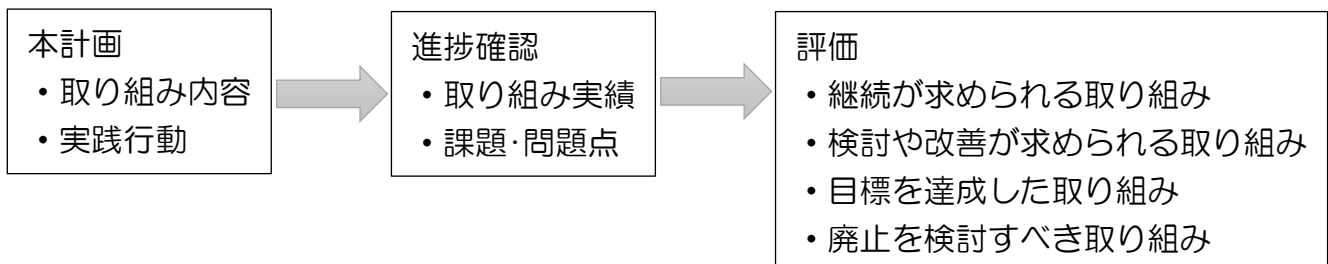 本計画
・取り組み内容
・実践行動
進捗確認
・取り組み実績
・課題･問題点
評価
・継続が求められる取り組み
・検討や改善が求められる取り組み
・目標を達成した取り組み
・廃止を検討すべき取り組み